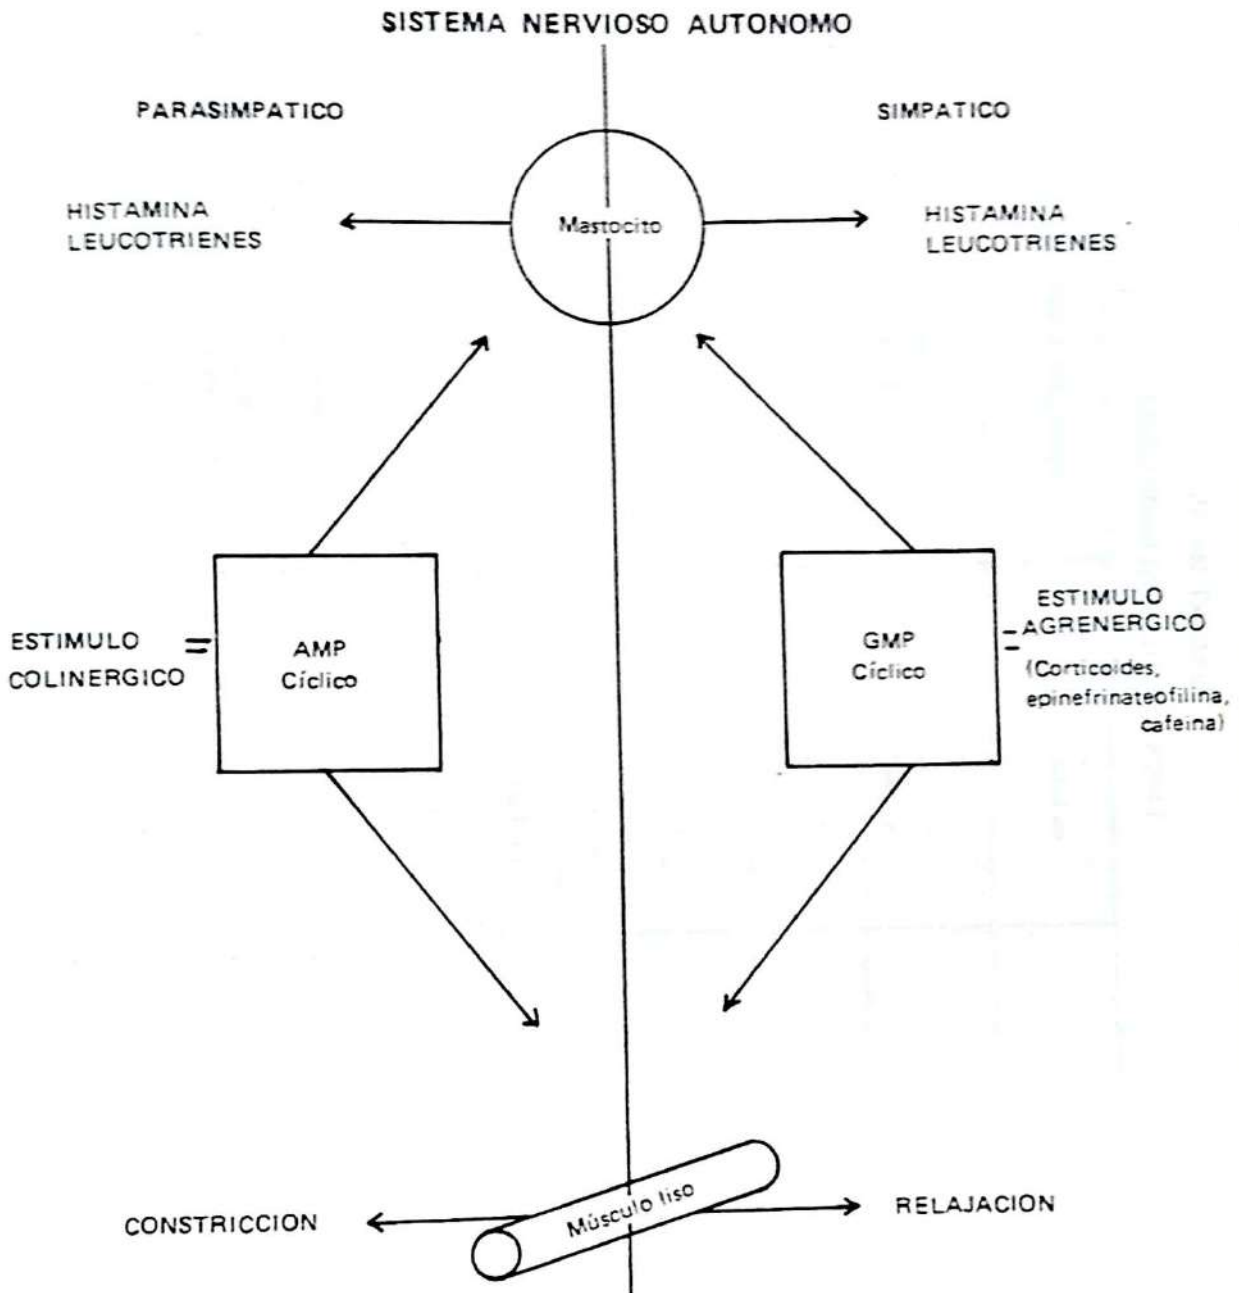 SISTEMA NERVIOSO AUTONOMO
PARASIMPATICO
SIMPATICO
HISTAMINA
LEUCOTRIENES
Mastocito
HISTAMINA
LEUCOTRIENES
ESTIMULO
COLINERGICO
=
AMP
Cíclico
GMP
Cíclico
ESTIMULO
AGRENERGICO
(Corticoides,
epinefrinateofilina,
cafeina)
CONSTRICCION
Músculo liso
RELAJACION